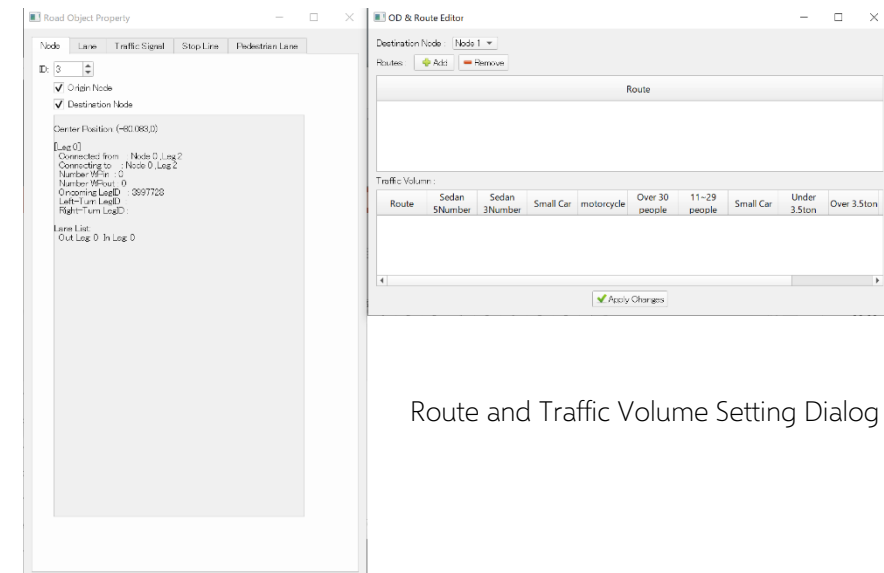 Road Object Property
Node Lane Traffic Signal Stop Line Pedestrian Lane
ID: 3
Origin Node
Destination Node
Center Position (-80.083,0)
[Leg 0]
Connected from Node 0 ,Leg 2
Connecting to : Node 0 ,Leg 2
Number WPin : 0
Number WPout : 0
Oncoming LegID : 3997728
Left-Turn LegID
Right-Turn LegID :
Lane List:
Out Leg 0 In Leg 0
OD & Route Editor
Destination Node : Node 1
Routes Add Remove
Route
Traffic Volumn :
Route Sedan 5Number Sedan 3Number Small Car motorcycle Over 30 people 11~29 people Small Car Under 3.5ton Over 3.5ton
Apply Changes
Route and Traffic Volume Setting Dialog